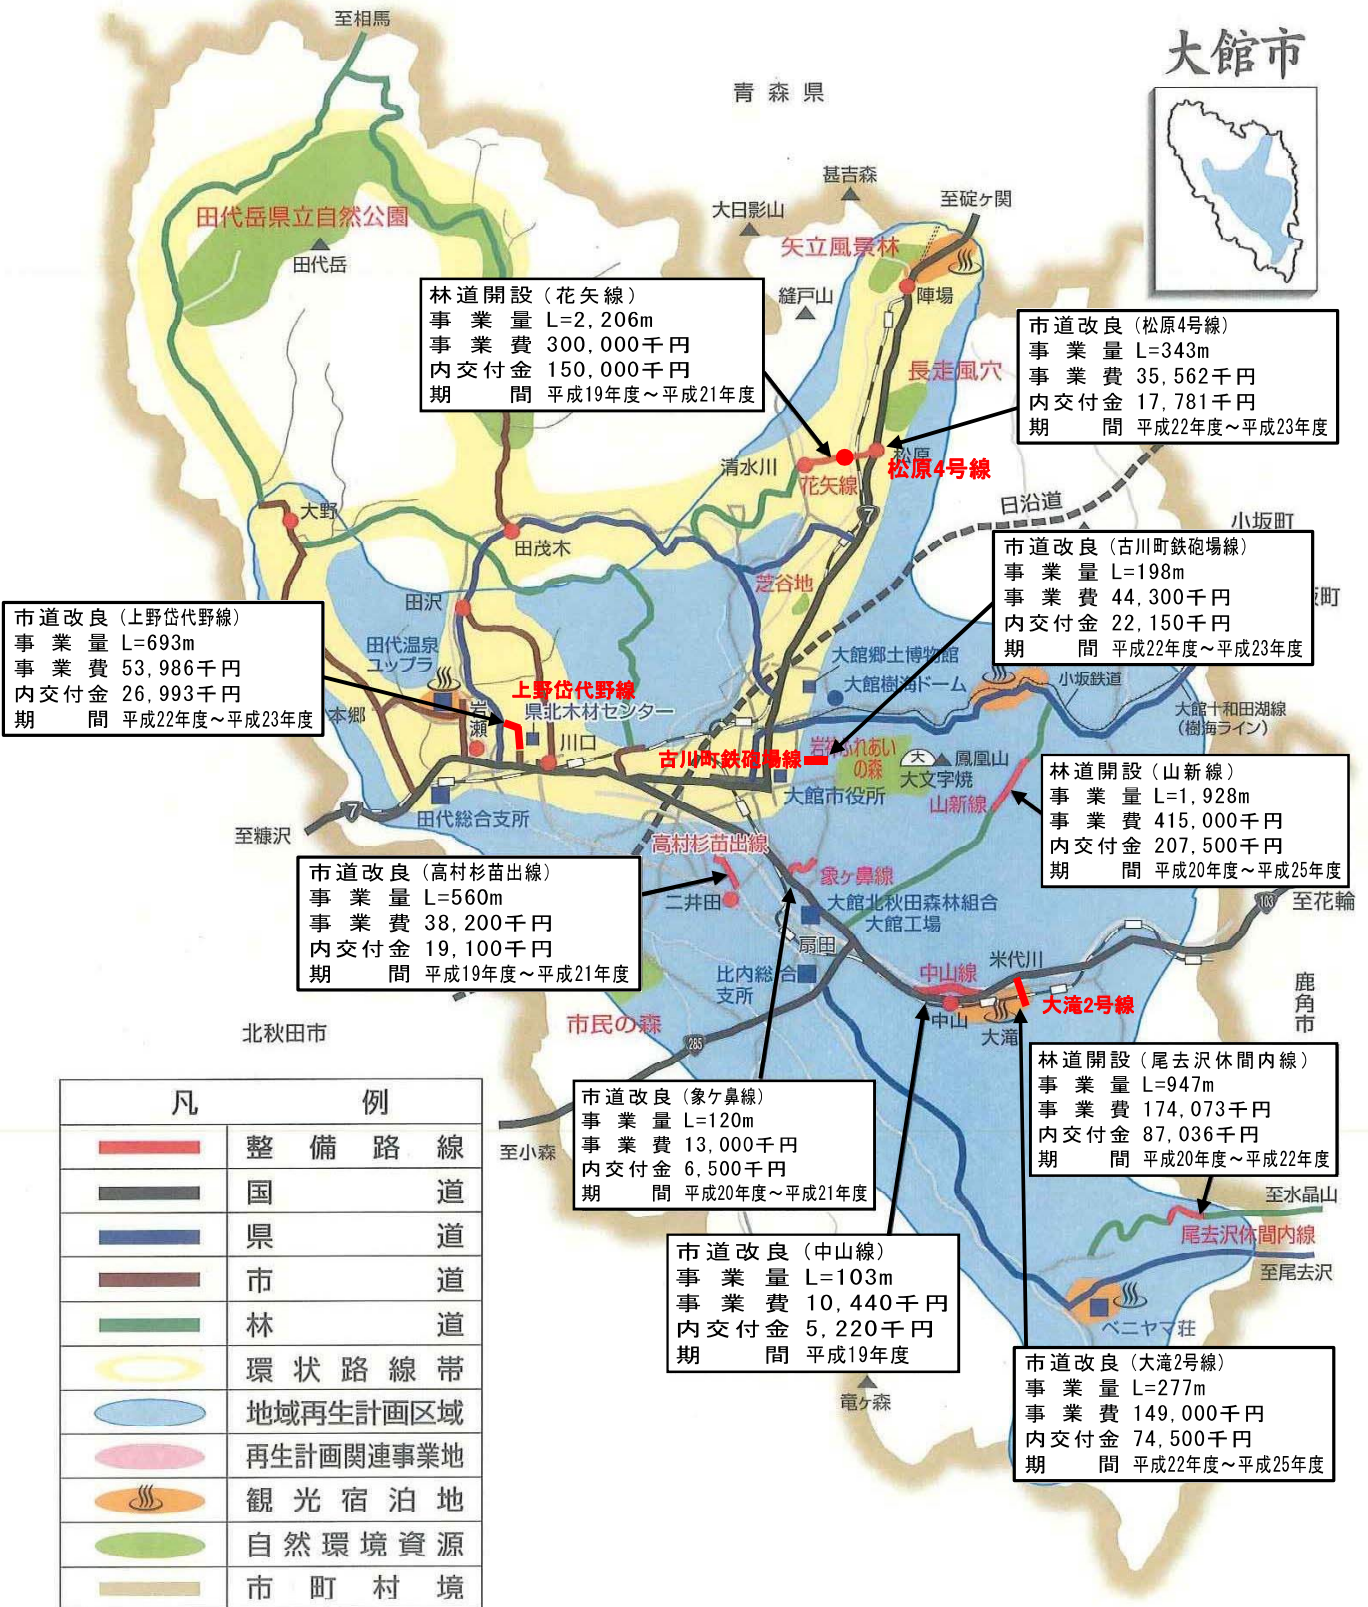 至相馬
大館市
青森県
甚吉森
大日影山
至碇ヶ関
田代岳県立自然公園
矢立風景林
田代岳
縫戸山
陣場
林道開設（花矢線）
事業量 L=2,206m
事業費 300,000千円
内交付金 150,000千円
期間 平成19年度～平成21年度
市道改良（松原4号線）
事業量 L=343m
事業費 35,562千円
内交付金 17,781千円
期間 平成22年度～平成23年度
長走風穴
清水川
松原
松原4号線
花矢線
日沿道
7
大野
小坂町
田茂木
市道改良（古川町鉄砲場線）
事業量 L=198m
事業費 44,300千円
内交付金 22,150千円
期間 平成22年度～平成23年度
芝谷地
田沢
坂町
市道改良（上野岱代野線）
事業量 L=693m
事業費 53,986千円
内交付金 26,993千円
期間 平成22年度～平成23年度
田代温泉
ユップラ
大館郷土博物館
大館樹海ドーム
小坂鉄道
上野岱代野線
県北木材センター
本郷
岩瀬
川口
大館十和田湖線
（樹海ライン）
古川町鉄砲場線
岩神ふれあい
の森
大
鳳凰山
大文字焼
林道開設（山新線）
事業量 L=1,928m
事業費 415,000千円
内交付金 207,500千円
期間 平成20年度～平成25年度
大館市役所
山新線
7
田代総合支所
至糠沢
高村杉苗出線
市道改良（高村杉苗出線）
事業量 L=560m
事業費 38,200千円
内交付金 19,100千円
期間 平成19年度～平成21年度
象ヶ鼻線
二井田
大館北秋田森林組合
大館工場
103
至花輪
扇田
比内総合
支所
中山線
米代川
大滝2号線
中山
大滝
鹿角市
市民の森
北秋田市
285
林道開設（尾去沢休間内線）
事業量 L=947m
事業費 174,073千円
内交付金 87,036千円
期間 平成20年度～平成22年度
市道改良（象ケ鼻線）
事業量 L=120m
事業費 13,000千円
内交付金 6,500千円
期間 平成20年度～平成21年度
至小森
至水晶山
尾去沢休間内線
至尾去沢
市道改良（中山線）
事業量 L=103m
事業費 10,440千円
内交付金 5,220千円
期間 平成19年度
ベニヤマ荘
市道改良（大滝2号線）
事業量 L=277m
事業費 149,000千円
内交付金 74,500千円
期間 平成22年度～平成25年度
竜ヶ森
凡例
整備路線
国道
県道
市道
林道
環状路線帯
地域再生計画区域
再生計画関連事業地
観光宿泊地
自然環境資源
市町村境